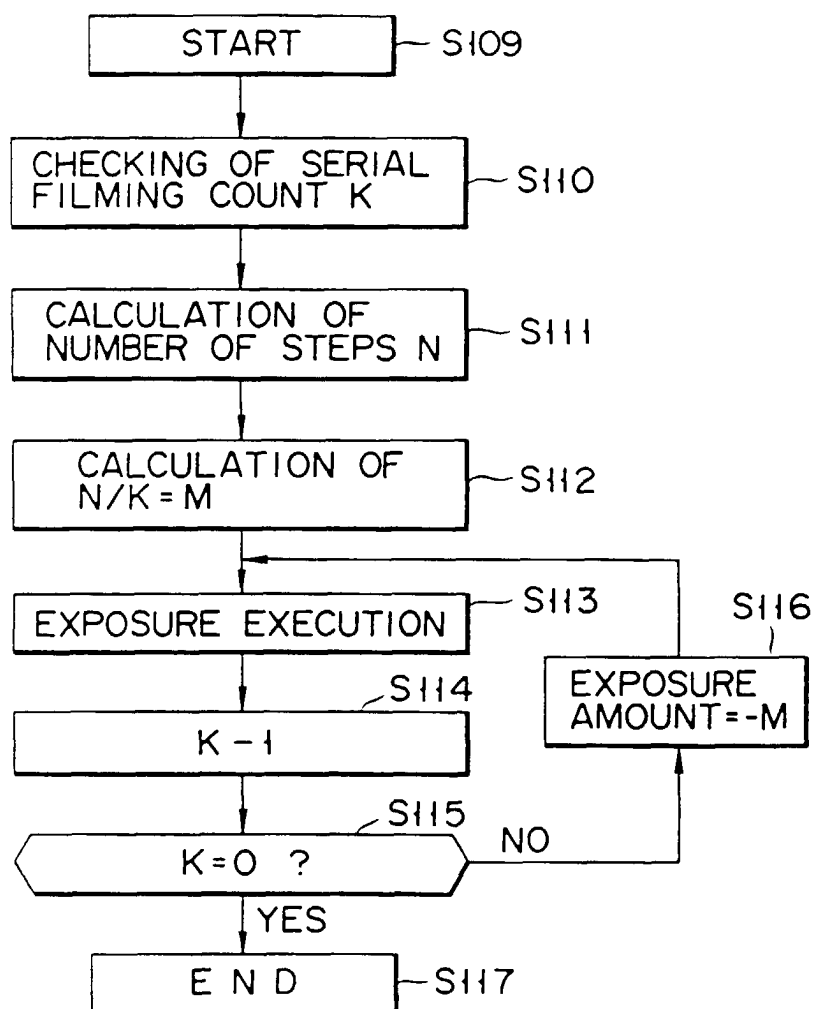 START
S109
CHECKING OF SERIAL
FILMING COUNT K
S110
CALCULATION OF
NUMBER OF STEPS N
S111
CALCULATION OF
N/K=M
S112
EXPOSURE EXECUTION
S113
S116
EXPOSURE
AMOUNT=-M
S114
K-1
S115
K=0 ?
NO
YES
END
S117